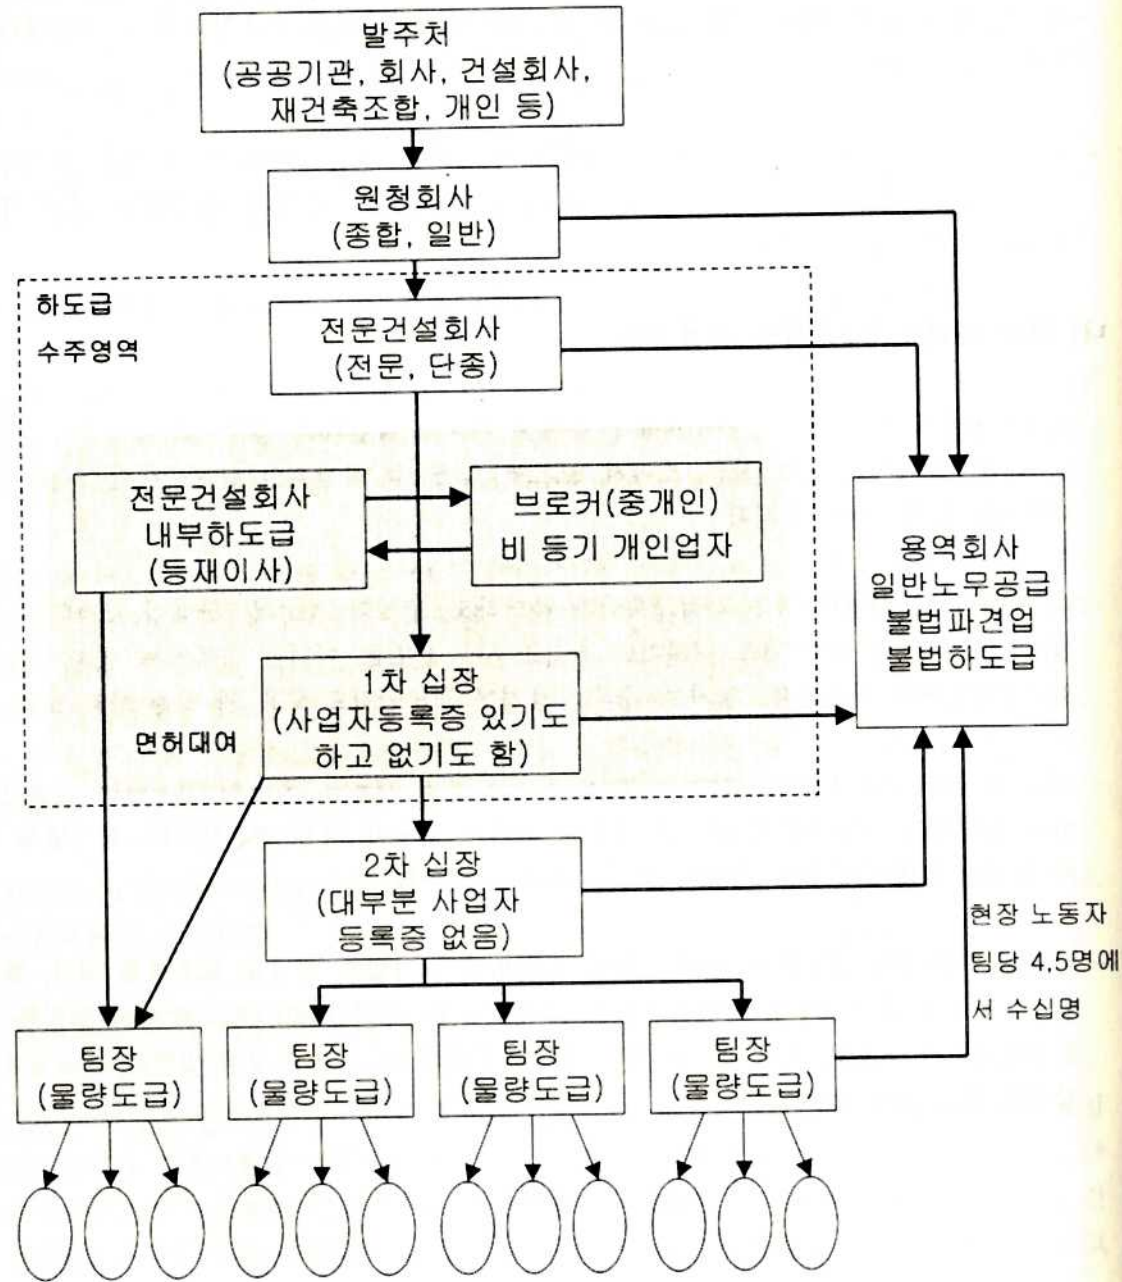 발주처
(공공기관, 회사, 건설회사,
재건축조합, 개인 등)
원청회사
(종합, 일반)
하도급
수주영역
전문건설회사
(전문, 단종)
전문건설회사
내부하도급
(등재이사)
브로커(중개인)
비 등기 개인업자
용역회사
일반노무공급
불법파견업
불법하도급
1차 십장
(사업자등록증 있기도
하고 없기도 함)
면허대여
2차 십장
(대부분 사업자
등록증 없음)
현장 노동자
팀당 4,5명에
서 수십명
팀장
(물량도급)
팀장
(물량도급)
팀장
(물량도급)
팀장
(물량도급)